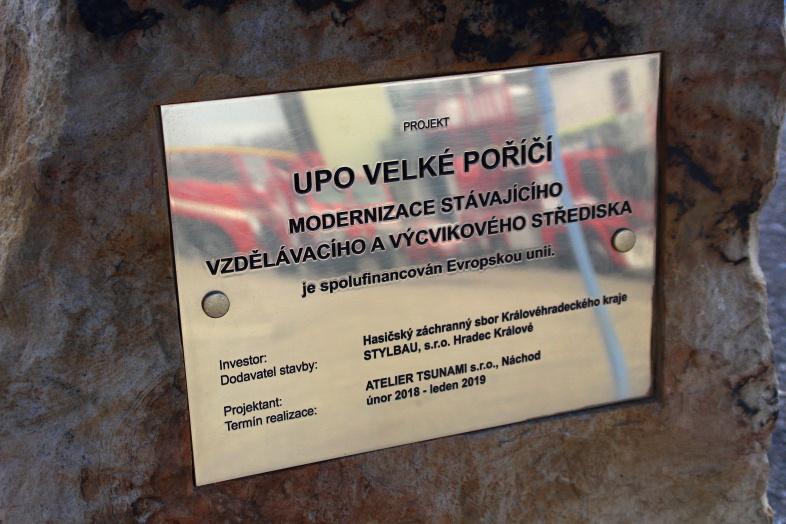 PROJEKT
UPO VELKÉ POŘÍČÍ
MODERNIZACE STÁVAJÍCÍHO
VZDĚLÁVACÍHO A VÝCVIKOVÉHO STŘEDISKA
je spolufinancován Evropskou unii.
Investor: Hasičský záchranný sbor Královéhradeckého kraje
Dodavatel stavby: STYLBAU, s.r.o. Hradec Králové
Projektant: ATELIER TSUNAMI s.r.o., Náchod
Termín realizace: únor 2018 - leden 2019